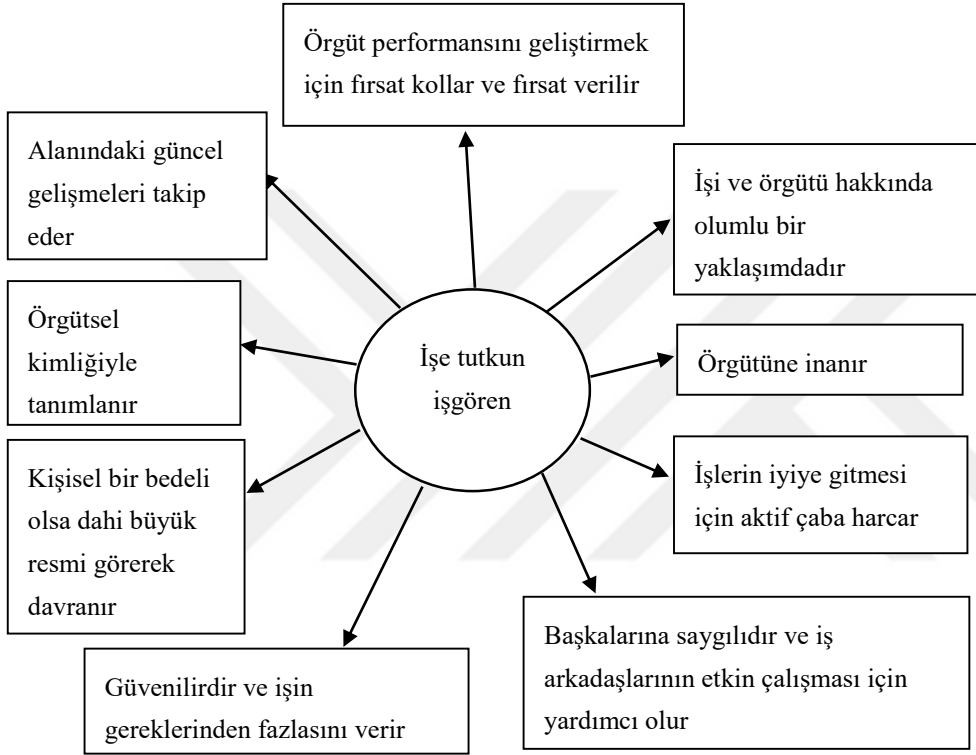 Örgüt performansını geliştirmek
için fırsat kollar ve fırsat verilir
Alanındaki güncel
gelişmeleri takip
eder
İşi ve örgütü hakkında
olumlu bir
yaklaşımdadır
Örgütsel
kimliğiyle
tanımlanır
İşe tutkun
işgören
Örgütüne inanır
Kişisel bir bedeli
olsa dahi büyük
resmi görerek
davranır
İşlerin iyiye gitmesi
için aktif çaba harcar
Güvenilirdir ve işin
gereklerinden fazlasını verir
Başkalarına saygılıdır ve iş
arkadaşlarının etkin çalışması için
yardımcı olur